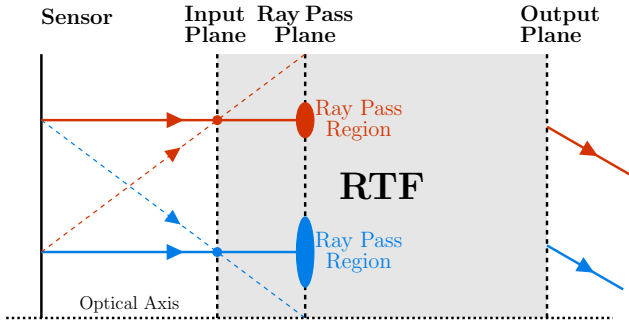 Sensor
Input
Plane
Ray Pass
Plane
Output
Plane
Ray Pass
Region
RTF
Ray Pass
Region
Optical Axis